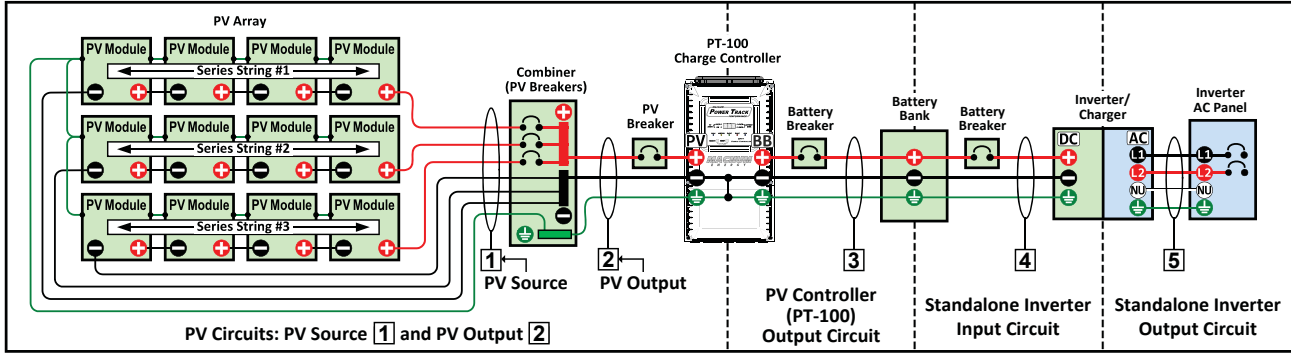 PV Array
PV Module PV Module PV Module PV Module
Series String #1
PV Module PV Module PV Module PV Module
Series String #2
PV Module PV Module PV Module PV Module
Series String #3
Combiner
(PV Breakers)
PV
Breaker
PT-100
Charge Controller
POWER TRACK
MAGNUM
ENERGY
PV
BB
Battery
Breaker
Battery
Bank
Battery
Breaker
Inverter/
Charger
DC
AC
L1
L2
NU
Inverter
AC Panel
L1
L2
NU
1
PV Source
2
PV Output
3
PV Controller
(PT-100)
Output Circuit
4
Standalone Inverter
Input Circuit
5
Standalone Inverter
Output Circuit
PV Circuits: PV Source 1 and PV Output 2